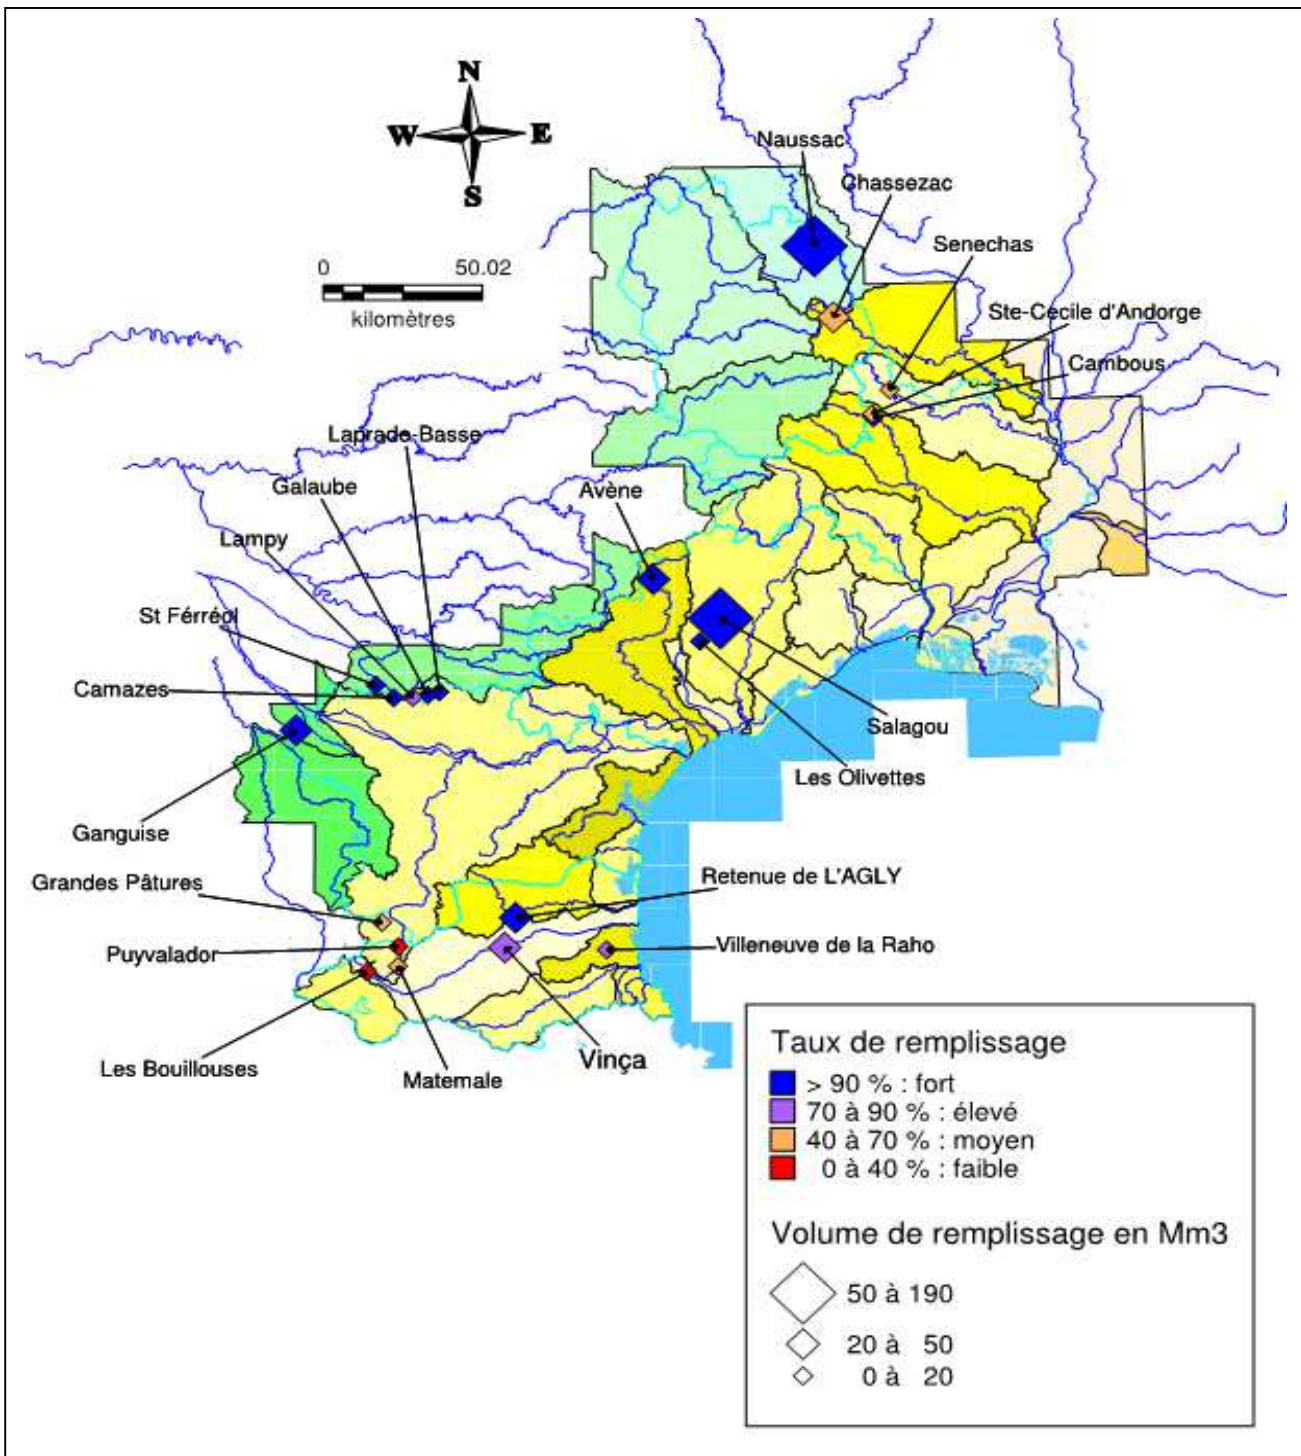 N
W E
S
0 50.02
kilomètres
Naussac
Chassezac
Senechas
Ste-Cecile d'Andorge
Cambous
Laprade-Basse
Galaube
Avène
Lampy
St Férréol
Camazes
Salagou
Les Olivettes
Ganguise
Grandes Pâtures
Retenue de L'AGLY
Puyvalador
Villeneuve de la Raho
Les Bouillouses
Matemale
Vinça
Taux de remplissage
> 90 % : fort
70 à 90 % : élevé
40 à 70 % : moyen
0 à 40 % : faible
Volume de remplissage en Mm3
50 à 190
20 à 50
0 à 20